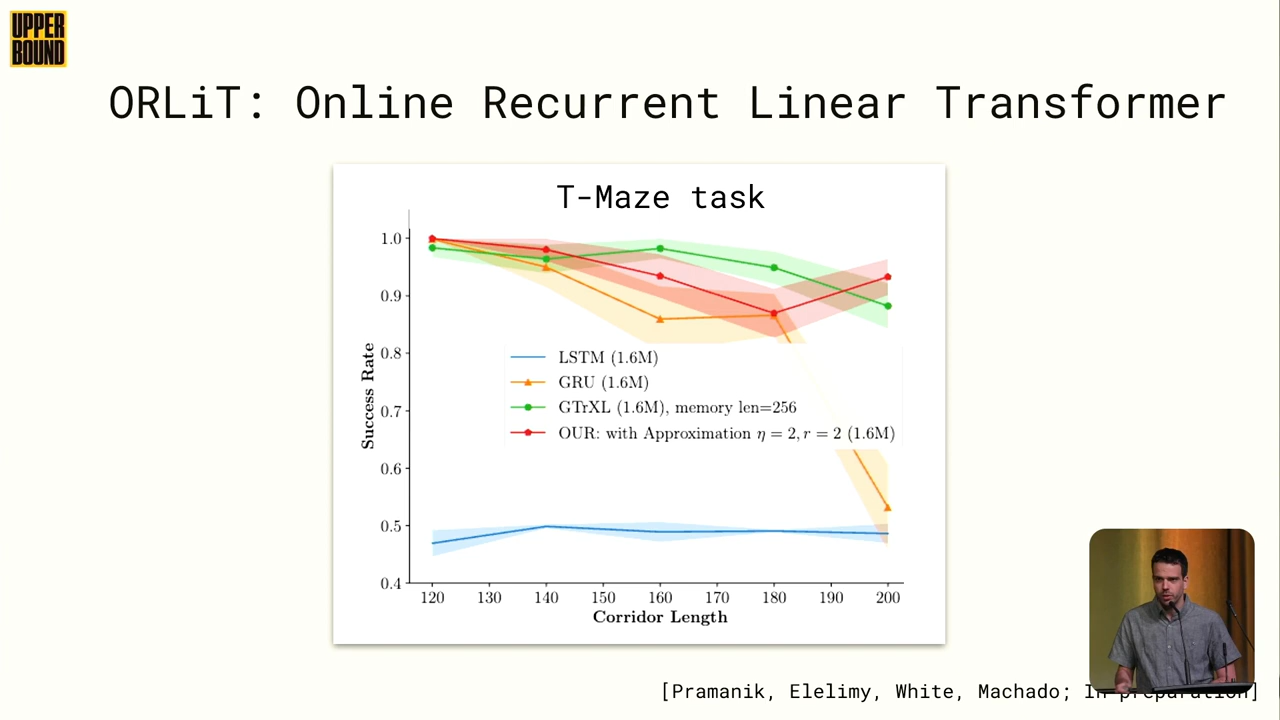 UPPER
BOUND
ORLiT: Online Recurrent Linear Transformer
T-Maze task
1.0
0.9
0.8
0.7
0.6
0.5
0.4
Success Rate
LSTM (1.6M)
GRU (1.6M)
GTrXL (1.6M), memory len=256
OUR: with Approximation η = 2, r = 2 (1.6M)
120 130 140 150 160 170 180 190 200
Corridor Length
[Pramanik, Elelimy, White, Machado; In preparation]